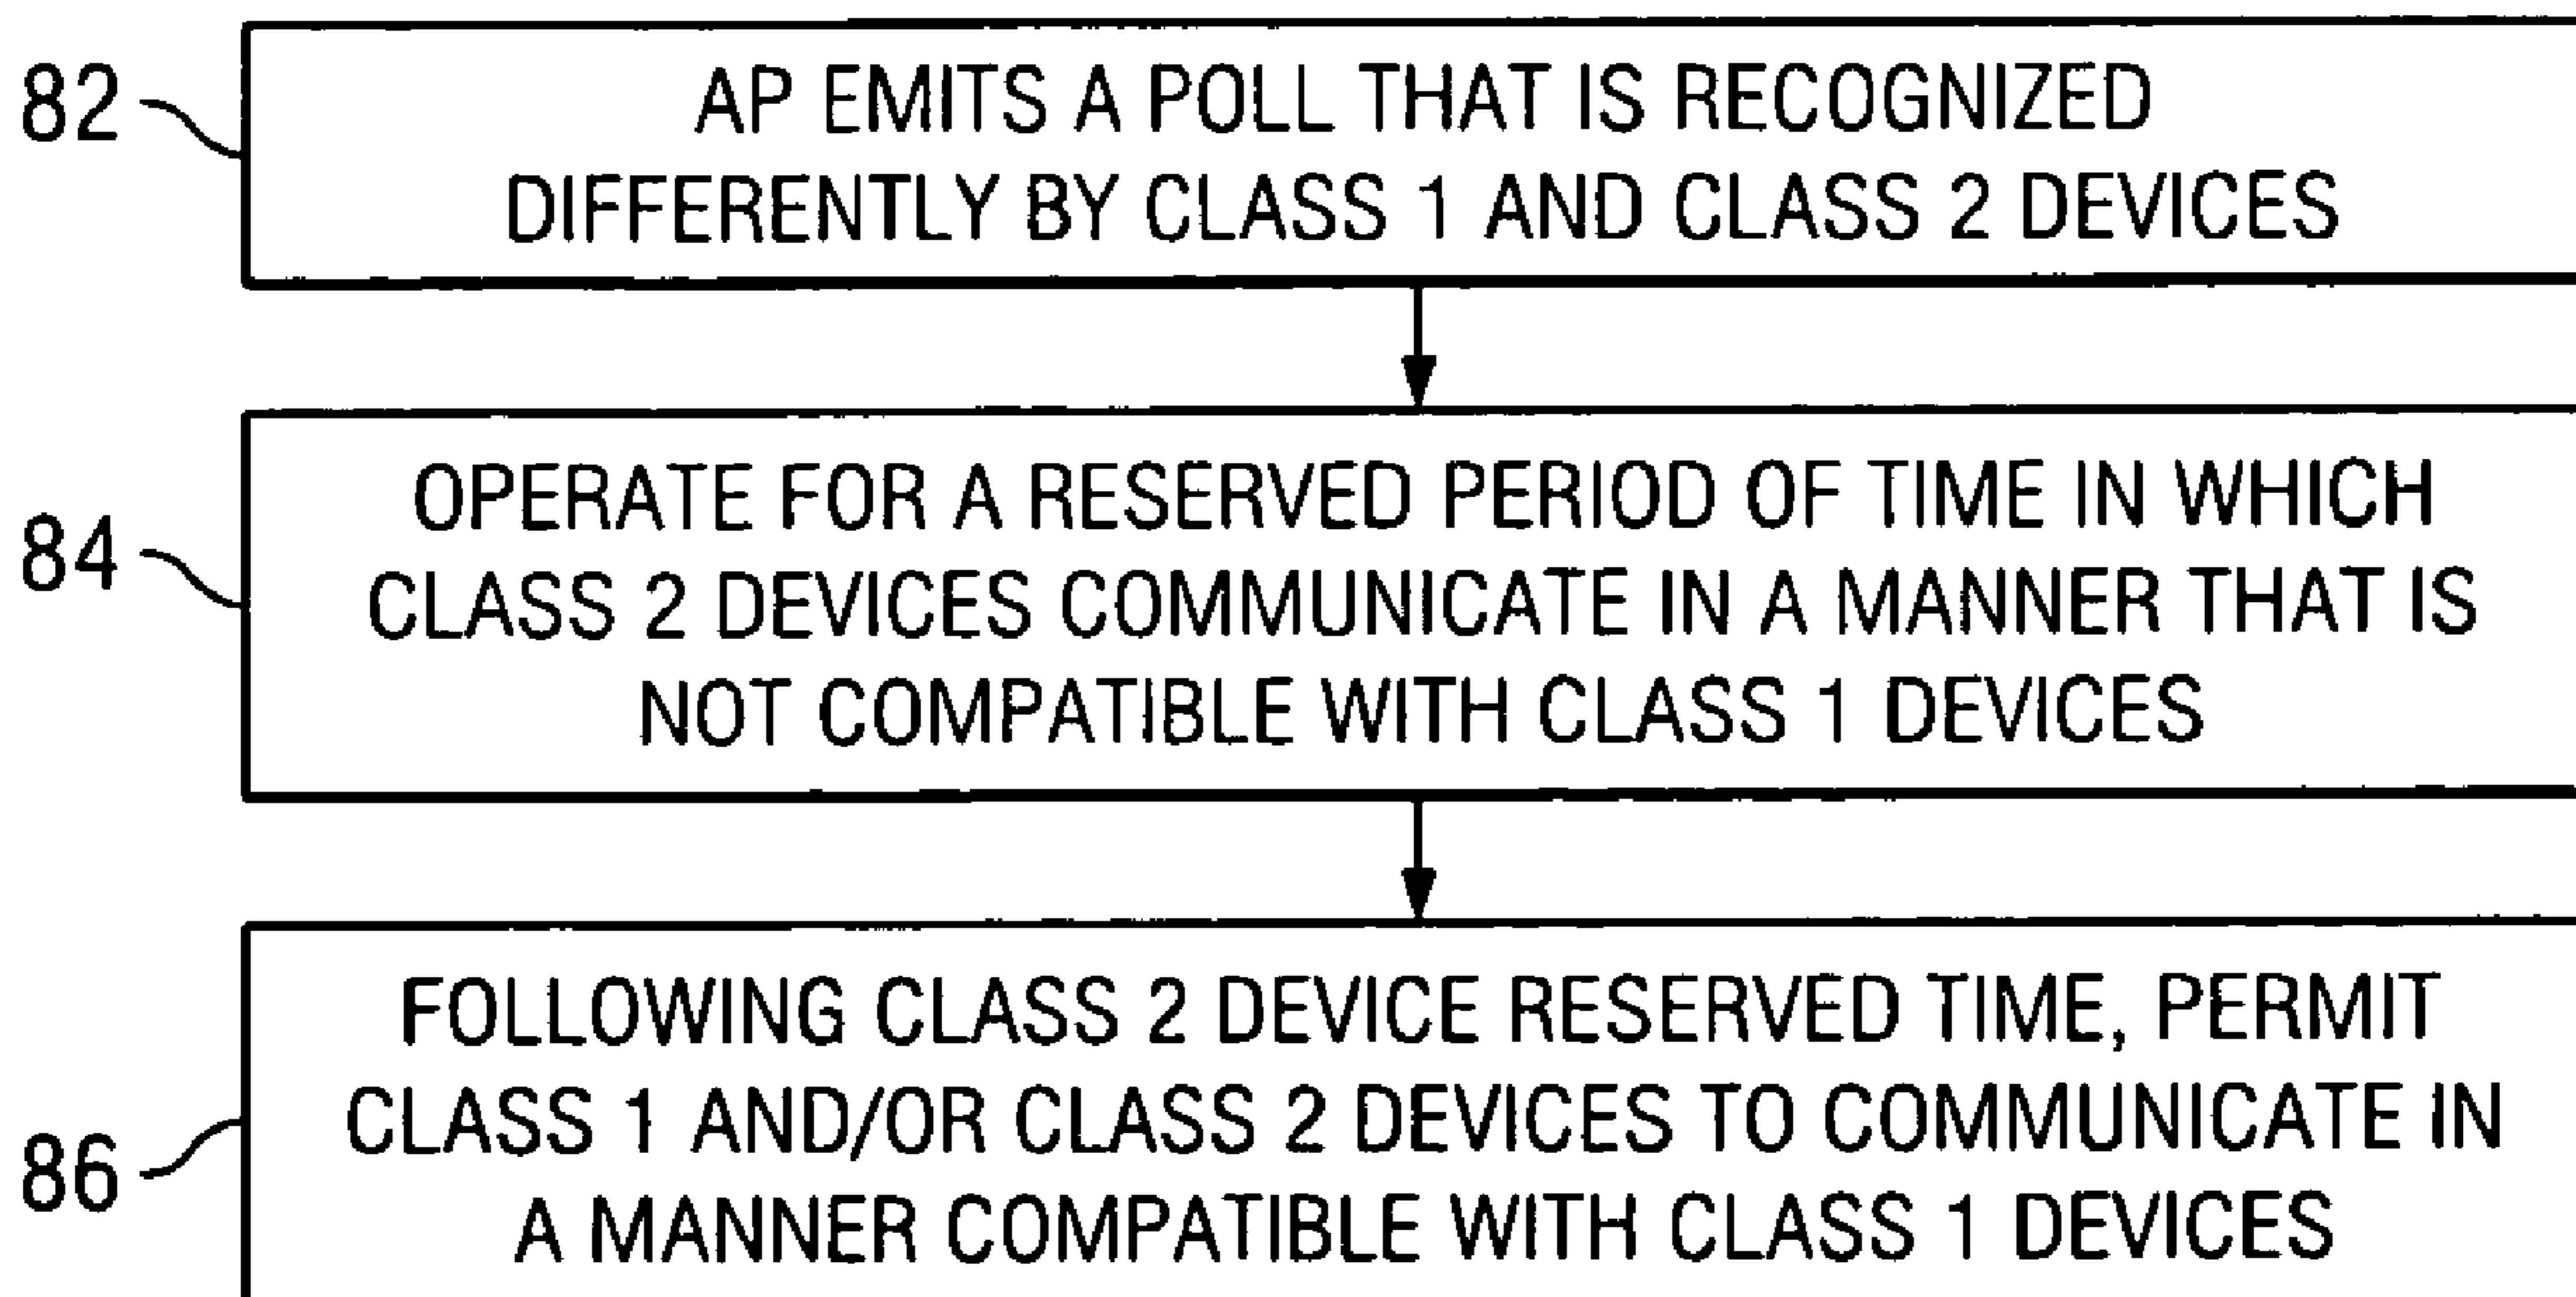 82
AP EMITS A POLL THAT IS RECOGNIZED
DIFFERENTLY BY CLASS 1 AND CLASS 2 DEVICES
84
OPERATE FOR A RESERVED PERIOD OF TIME IN WHICH
CLASS 2 DEVICES COMMUNICATE IN A MANNER THAT IS
NOT COMPATIBLE WITH CLASS 1 DEVICES
86
FOLLOWING CLASS 2 DEVICE RESERVED TIME, PERMIT
CLASS 1 AND/OR CLASS 2 DEVICES TO COMMUNICATE IN
A MANNER COMPATIBLE WITH CLASS 1 DEVICES